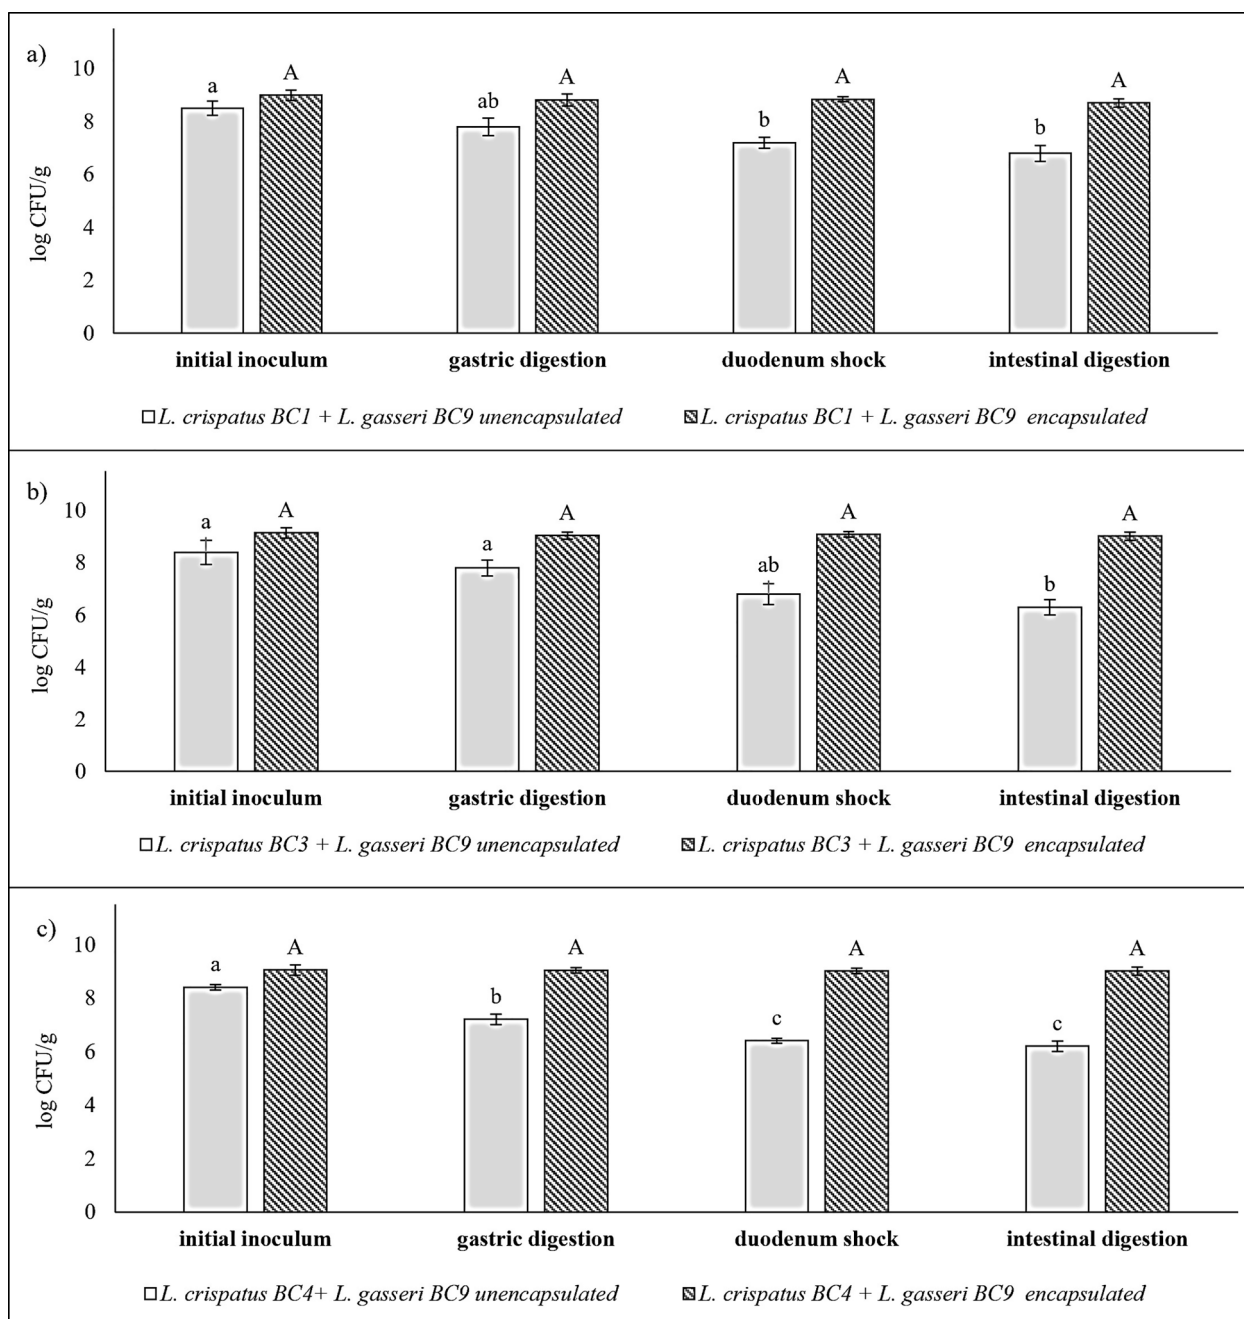 a)
10
8
6
4
2
0
log CFU/g
a A ab A b A b A
initial inoculum gastric digestion duodenum shock intestinal digestion
L. crispatus BC1 + L. gasseri BC9 unencapsulated L. crispatus BC1 + L. gasseri BC9 encapsulated
b)
10
8
6
4
2
0
log CFU/g
a A a A ab A b A
initial inoculum gastric digestion duodenum shock intestinal digestion
L. crispatus BC3 + L. gasseri BC9 unencapsulated L. crispatus BC3 + L. gasseri BC9 encapsulated
c)
10
8
6
4
2
0
log CFU/g
a A b A c A c A
initial inoculum gastric digestion duodenum shock intestinal digestion
L. crispatus BC4+ L. gasseri BC9 unencapsulated L. crispatus BC4 + L. gasseri BC9 encapsulated